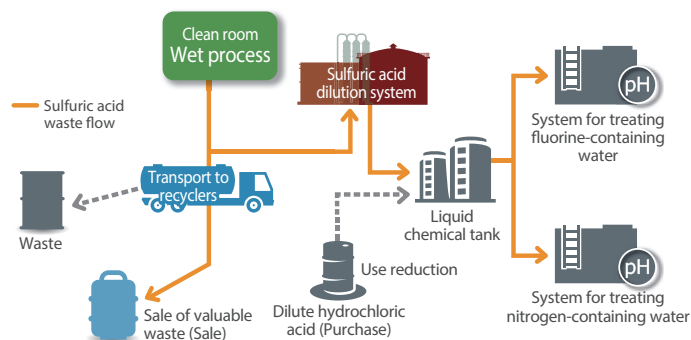 Clean room
Wet process
Sulfuric acid
dilution system
pH
System for treating
fluorine-containing
water
Sulfuric acid
waste flow
Transport to
recyclers
Waste
Liquid
chemical tank
Use reduction
Sale of valuable
waste (Sale)
Dilute hydrochloric
acid (Purchase)
pH
System for treating
nitrogen-containing water